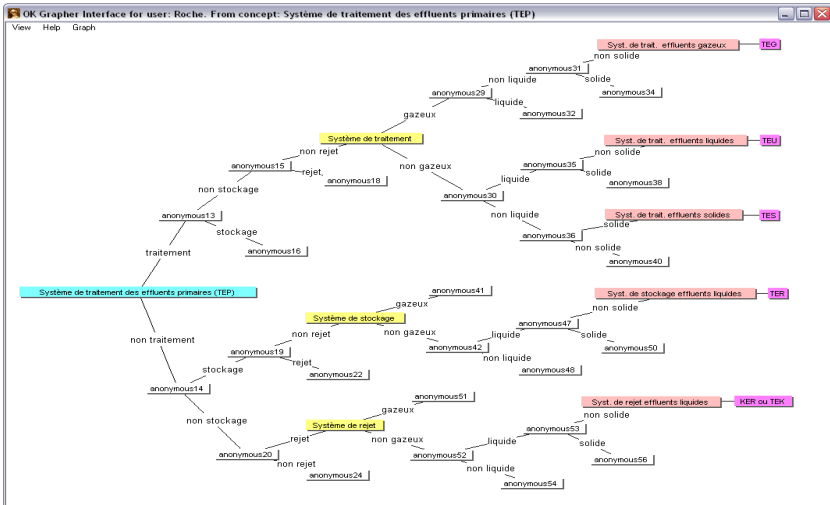 OK Grapher Interface for user: Roche. From concept: Système de traitement des effluents primaires (TEP)
View Help Graph
Syst. de trait. effluents gazeux
TEG
non solide
anonymous31
non liquide
solide
anonymous29
anonymous34
liquide
gazeux
anonymous32
Système de traitement
Syst. de trait. effluents liquides
TEU
non rejet
non solide
non gazeux
anonymous15
anonymous35
rejet
liquide
solide
anonymous18
anonymous38
non stockage
anonymous30
non liquide
anonymous13
Syst. de trait. effluents solides
TES
solide
stockage
anonymous36
non solide
anonymous16
traitement
anonymous40
Système de traitement des effluents primaires (TEP)
anonymous41
Syst. de stockage effluents liquides
TER
gazeux
non solide
Système de stockage
anonymous47
non rejet
non gazeux
liquide
solide
non traitement
anonymous42
anonymous50
anonymous19
non liquide
rejet
stockage
anonymous22
anonymous48
anonymous14
anonymous51
Syst. de rejet effluents liquides
KER ou TEK
gazeux
non solide
non stockage
Système de rejet
anonymous53
rejet
non gazeux
liquide
solide
anonymous20
anonymous52
anonymous56
non rejet
non liquide
anonymous24
anonymous54